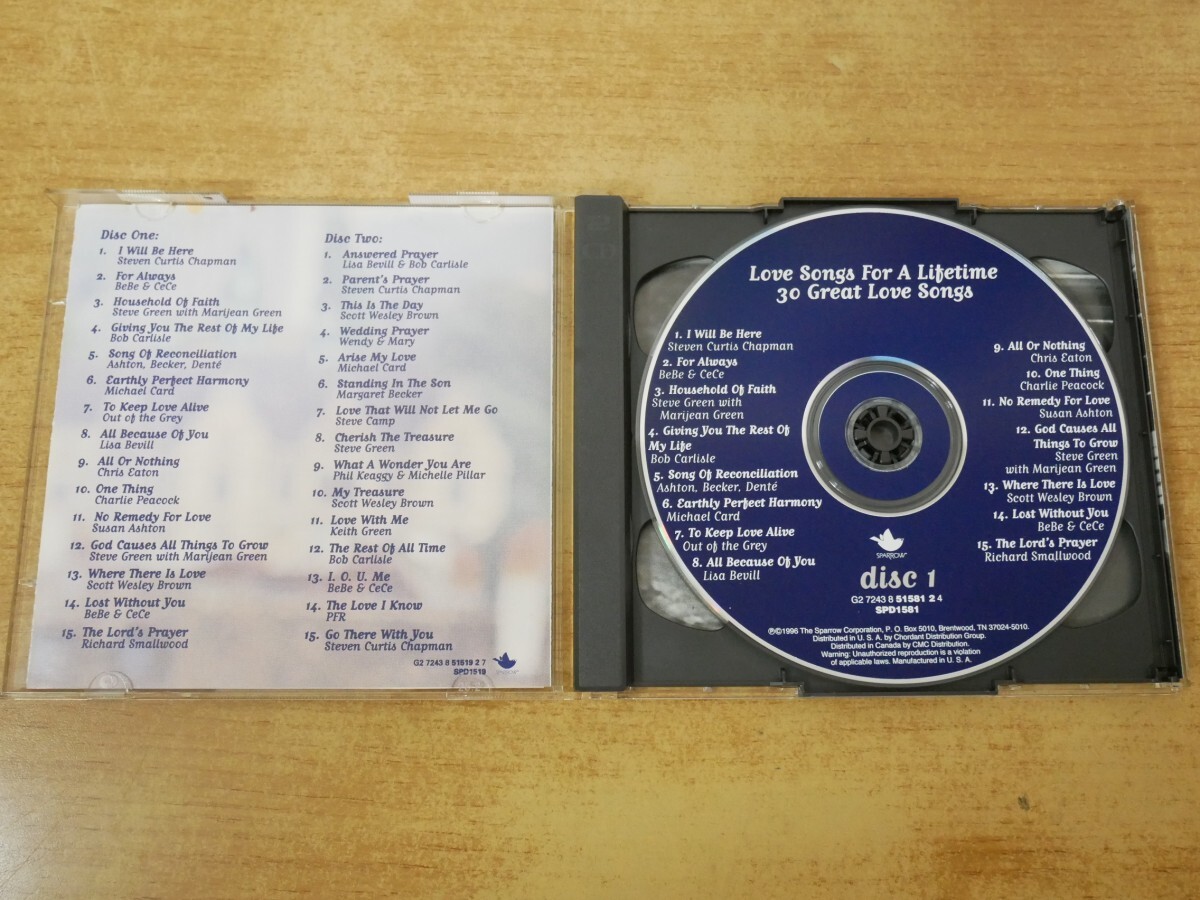 Disc One:
1. I Will Be Here
Steven Curtis Chapman
2. For Always
BeBe & CeCe
3. Household Of Faith
Steve Green with Marijean Green
4. Giving You The Rest Of My Life
Bob Carlisle
5. Song Of Reconciliation
Ashton, Becker, Denté
6. Earthly Perfect Harmony
Michael Card
7. To Keep Love Alive
Out of the Grey
8. All Because Of You
Lisa Bevill
9. All Or Nothing
Chris Eaton
10. One Thing
Charlie Peacock
11. No Remedy For Love
Susan Ashton
12. God Causes All Things To Grow
Steve Green with Marijean Green
13. Where There Is Love
Scott Wesley Brown
14. Lost Without You
BeBe & CeCe
15. The Lord's Prayer
Richard Smallwood
Disc Two:
1. Answered Prayer
Lisa Bevill & Bob Carlisle
2. Parent's Prayer
Steven Curtis Chapman
3. This Is The Day
Scott Wesley Brown
4. Wedding Prayer
Wendy & Mary
5. Arise My Love
Michael Card
6. Standing In The Son
Margaret Becker
7. Love That Will Not Let Me Go
Steve Camp
8. Cherish The Treasure
Steve Green
9. What A Wonder You Are
Phil Keaggy & Michelle Pillar
10. My Treasure
Scott Wesley Brown
11. Love With Me
Keith Green
12. The Rest Of All Time
Bob Carlisle
13. I. O. U. Me
BeBe & CeCe
14. The Love I Know
PFR
15. Go There With You
Steven Curtis Chapman
G2 7243 8 51519 2 7
SPD1519
SPARROW
Love Songs For A Lifetime
30 Great Love Songs
1. I Will Be Here
Steven Curtis Chapman
2. For Always
BeBe & CeCe
3. Household Of Faith
Steve Green with
Marijean Green
4. Giving You The Rest Of
My Life
Bob Carlisle
5. Song Of Reconciliation
Ashton, Becker, Denté
6. Earthly Perfect Harmony
Michael Card
7. To Keep Love Alive
Out of the Grey
8. All Because Of You
Lisa Bevill
9. All Or Nothing
Chris Eaton
10. One Thing
Charlie Peacock
11. No Remedy For Love
Susan Ashton
12. God Causes All
Things To Grow
Steve Green
with Marijean Green
13. Where There Is Love
Scott Wesley Brown
14. Lost Without You
BeBe & CeCe
15. The Lord's Prayer
Richard Smallwood
SPARROW
disc 1
G2 7243 8 51581 2 4
SPD1581
℗©1996 The Sparrow Corporation, P. O. Box 5010, Brentwood, TN 37024-5010.
Distributed in U. S. A. by Chordant Distribution Group.
Distributed in Canada by CMC Distribution.
Warning: Unauthorized reproduction is a violation
of applicable laws. Manufactured in U. S. A.